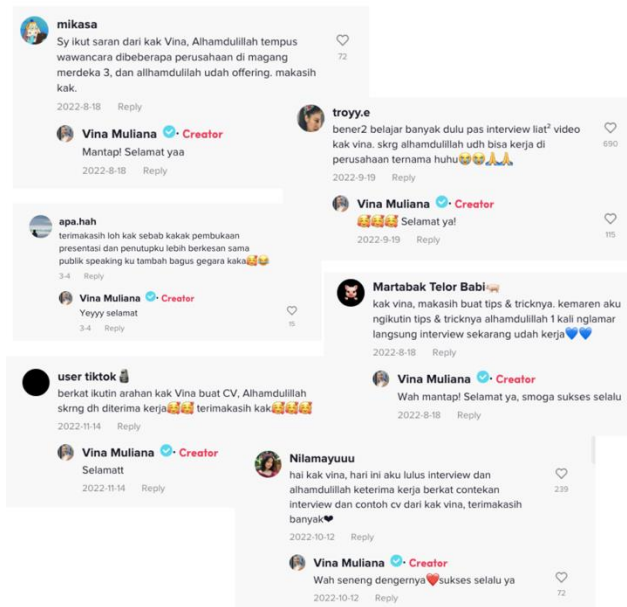 mikasa
Sy ikut saran dari kak Vina, Alhamdulillah tempus
wawancara dibeberapa perusahaan di magang
merdeka 3, dan allhamdulilah udah offering. makasih
kak.
72
2022-8-18 Reply
Vina Muliana · Creator
Mantap! Selamat yaa
2022-8-18 Reply
troyy.e
bener2 belajar banyak dulu pas interview liat² video
kak vina. skrg alhamdulillah udh bisa kerja di
perusahaan ternama huhu😭😭🙏🙏
690
2022-9-19 Reply
Vina Muliana · Creator
🥰🥰🥰 Selamat ya!
2022-9-19 Reply
115
apa.hah
terimakasih loh kak sebab kakak pembukaan
presentasi dan penutupku lebih berkesan sama
publik speaking ku tambah bagus gegara kaka🥰😂
3-4 Reply
Vina Muliana · Creator
Yeyyy selamat
3-4 Reply
15
Martabak Telor Babi🐖
kak vina, makasih buat tips & tricknya. kemaren aku
ngikutin tips & tricknya alhamdulillah 1 kali nglamar
langsung interview sekarang udah kerja💙💙
2022-8-18 Reply
Vina Muliana · Creator
Wah mantap! Selamat ya, smoga sukses selalu
2022-8-18 Reply
user tiktok🗿
berkat ikutin arahan kak Vina buat CV, Alhamdulillah
skrng dh diterima kerja🥰🥰 terimakasih kak🥰🥰🥰
2022-11-14 Reply
Vina Muliana · Creator
Selamatt
2022-11-14 Reply
Nilamayuuu
hai kak vina, hari ini aku lulus interview dan
alhamdulillah keterima kerja berkat contekan
interview dan contoh cv dari kak vina, terimakasih
banyak❤
239
2022-10-12 Reply
Vina Muliana · Creator
Wah seneng dengernya❤️sukses selalu ya
2022-10-12 Reply
72